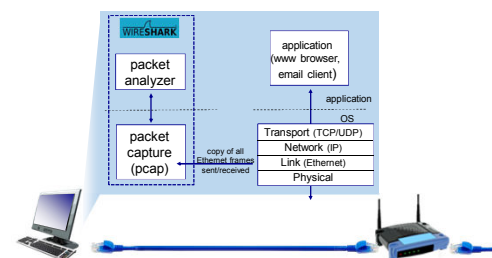 WIRESHARK
packet
analyzer
packet
capture
(pcap)
copy of all
Ethernet frames
sent/received
application
(www browser,
email client)
application
OS
Transport (TCP/UDP)
Network (IP)
Link (Ethernet)
Physical